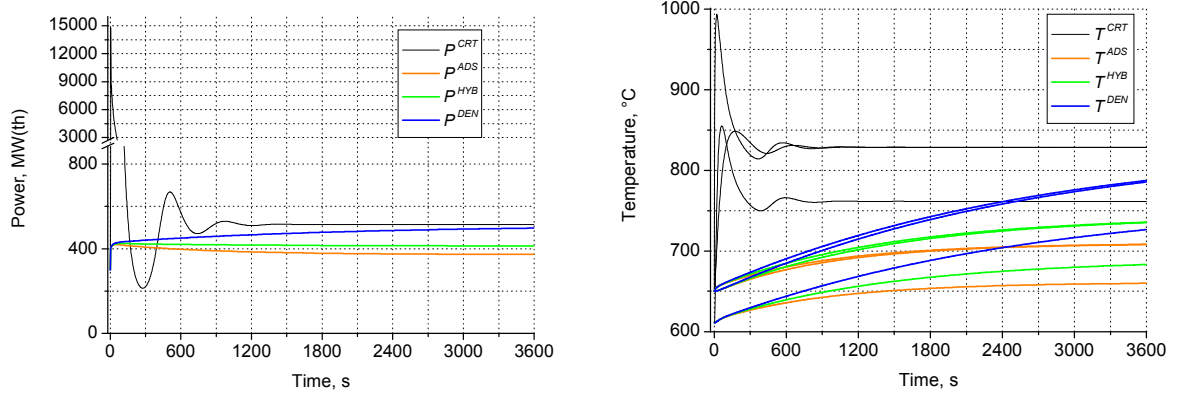 15000
12000
9000
6000
3000
800
400
0
Power, MW(th)
P^CRT
P^ADS
P^HYB
P^DEN
0 600 1200 1800 2400 3000 3600
Time, s
1000
900
800
700
600
Temperature, °C
T^CRT
T^ADS
T^HYB
T^DEN
0 600 1200 1800 2400 3000 3600
Time, s